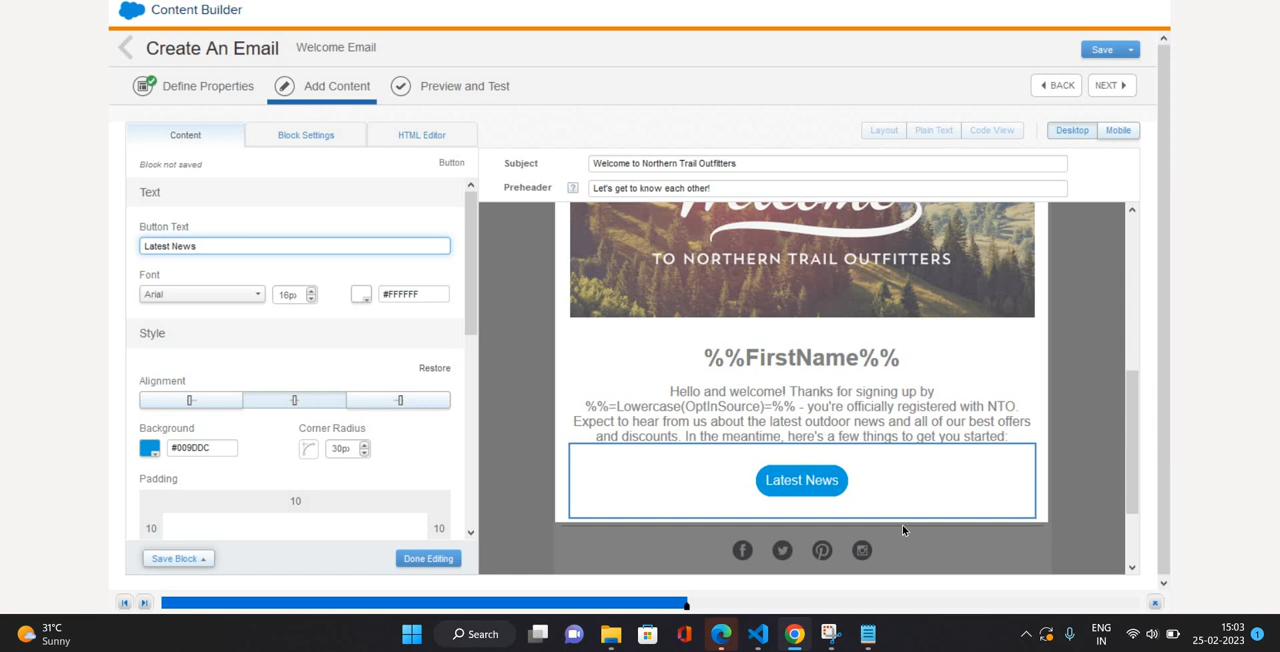 Content Builder
Create An Email
Welcome Email
Save
Define Properties
Add Content
Preview and Test
BACK
NEXT
Content
Block Settings
HTML Editor
Layout
Plain Text
Code View
Desktop
Mobile
Block not saved
Button
Subject
Welcome to Northern Trail Outfitters
Preheader
?
Let's get to know each other!
Text
Button Text
Latest News
Font
Arial
16px
#FFFFFF
Style
Restore
Alignment
Background
Corner Radius
#009DDC
30px
Padding
10
10
10
Save Block
Done Editing
Welcome
TO NORTHERN TRAIL OUTFITTERS
%%FirstName%%
Hello and welcome! Thanks for signing up by
%%=Lowercase(OptInSource)=%% - you're officially registered with NTO.
Expect to hear from us about the latest outdoor news and all of our best offers
and discounts. In the meantime, here's a few things to get you started:
Latest News
31°C
Sunny
Search
ENG
IN
15:03
25-02-2023
1